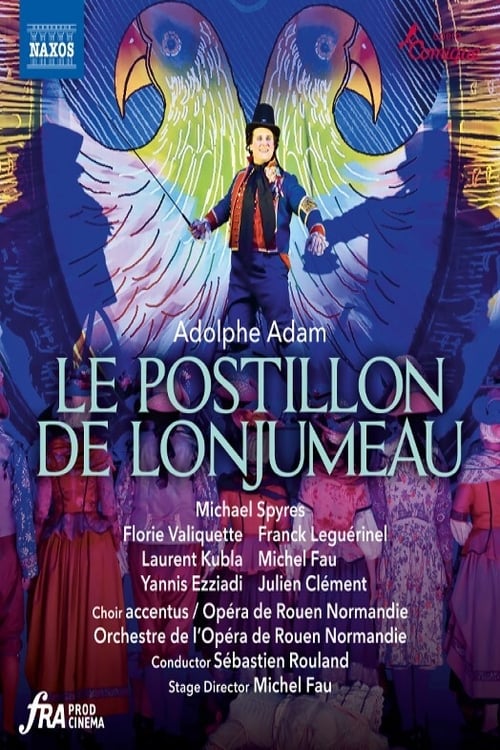 NAXOS
Comique
Adolphe Adam
LE POSTILLON
DE LONJUMEAU
Michael Spyres
Florie Valiquette Franck Leguérinel
Laurent Kubla Michel Fau
Yannis Ezziadi Julien Clément
Choir accentus / Opéra de Rouen Normandie
Orchestre de l'Opéra de Rouen Normandie
Conductor Sébastien Rouland
Stage Director Michel Fau
fRA PROD
CINEMA